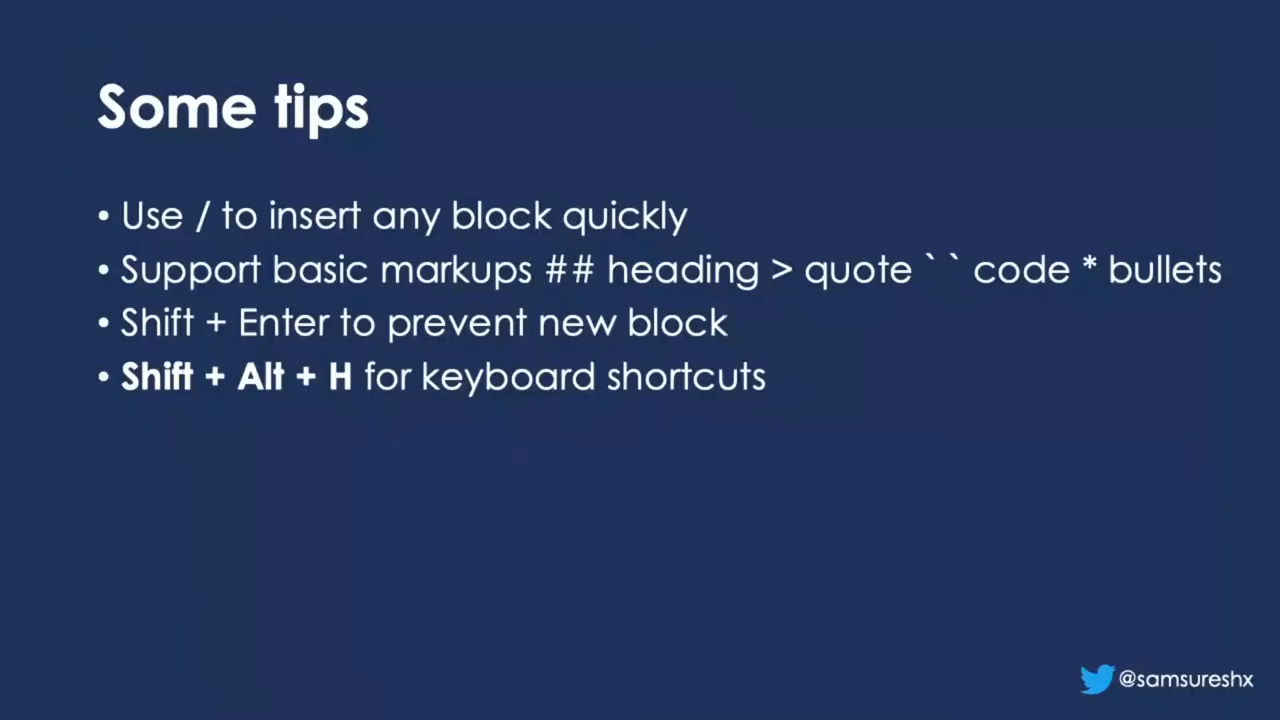 Some tips
• Use / to insert any block quickly
• Support basic markups ## heading > quote ` ` code * bullets
• Shift + Enter to prevent new block
• Shift + Alt + H for keyboard shortcuts
@samsureshx